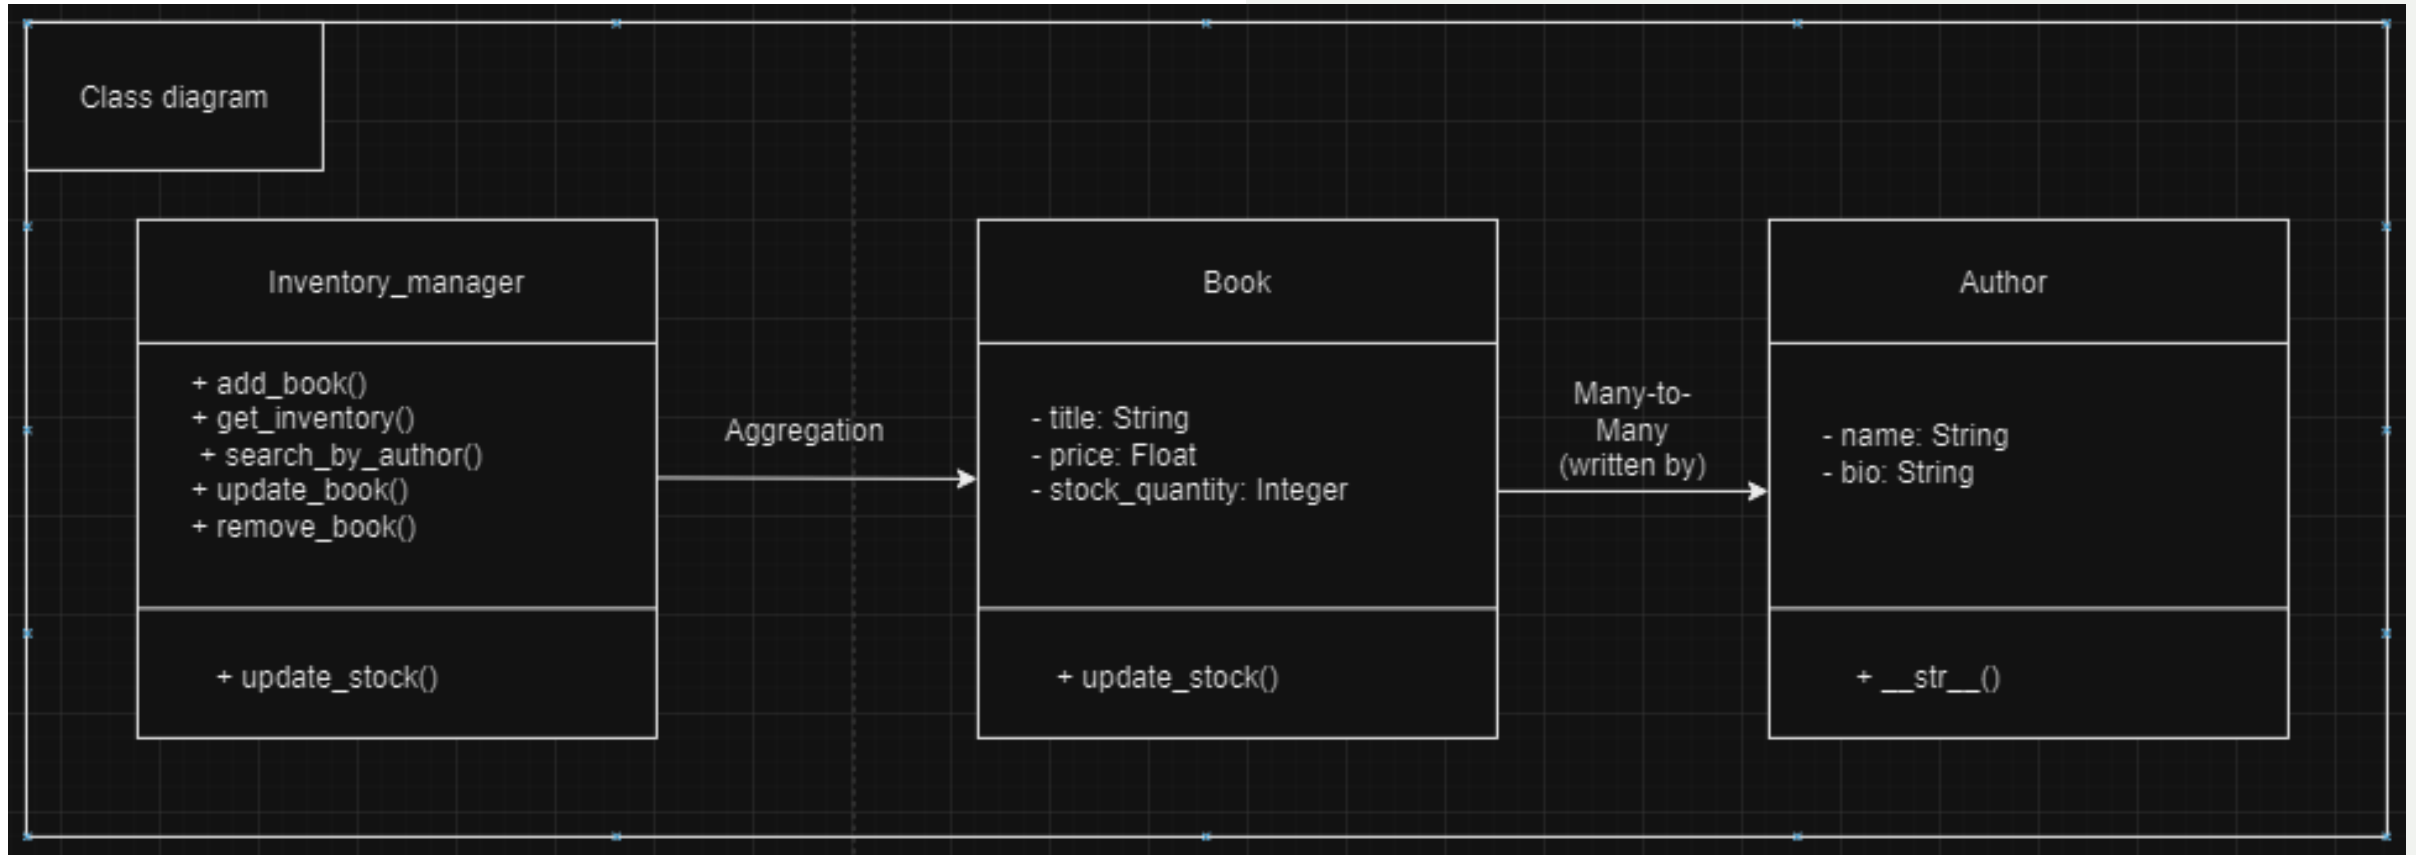 Class diagram
Inventory_manager
+ add_book()
+ get_inventory()
+ search_by_author()
+ update_book()
+ remove_book()
+ update_stock()
Aggregation
Book
- title: String
- price: Float
- stock_quantity: Integer
+ update_stock()
Many-to-
Many
(written by)
Author
- name: String
- bio: String
+ __str__()